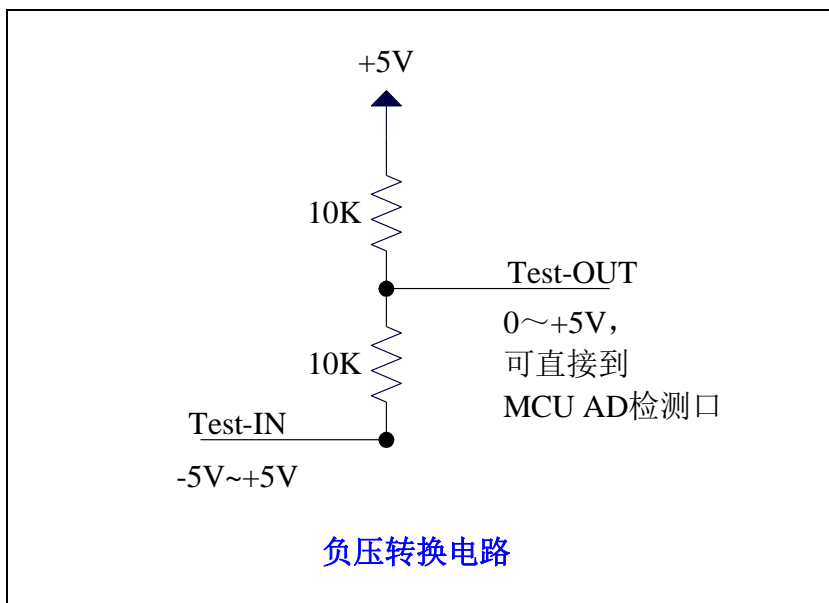 +5V
10K
Test-OUT
0～+5V，
可直接到
MCU AD检测口
10K
Test-IN
-5V~+5V
负压转换电路